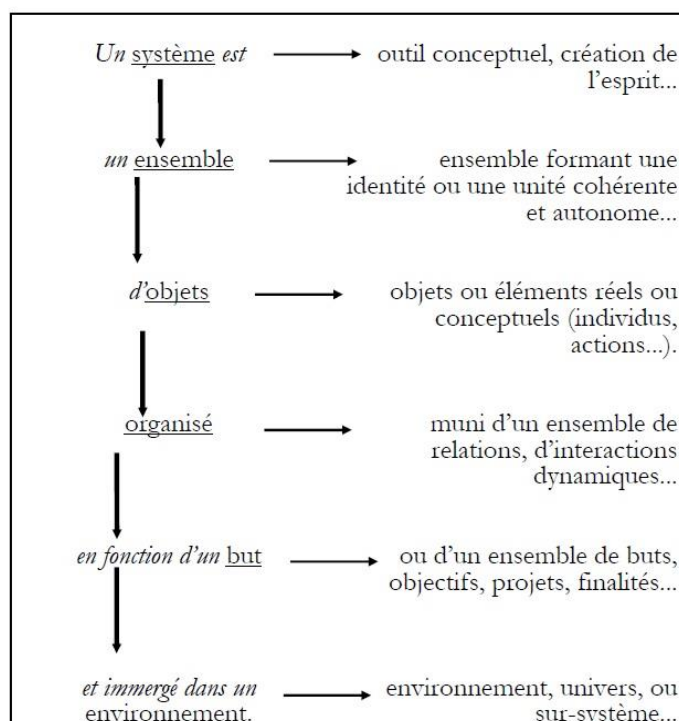 Un système est
outil conceptuel, création de
l’esprit...
un ensemble
ensemble formant une
identité ou une unité cohérente
et autonome...
d’objets
objets ou éléments réels ou
conceptuels (individus,
actions...).
organisé
muni d’un ensemble de
relations, d’interactions
dynamiques...
en fonction d’un but
ou d’un ensemble de buts,
objectifs, projets, finalités...
et immergé dans un
environnement.
environnement, univers, ou
sur-système...